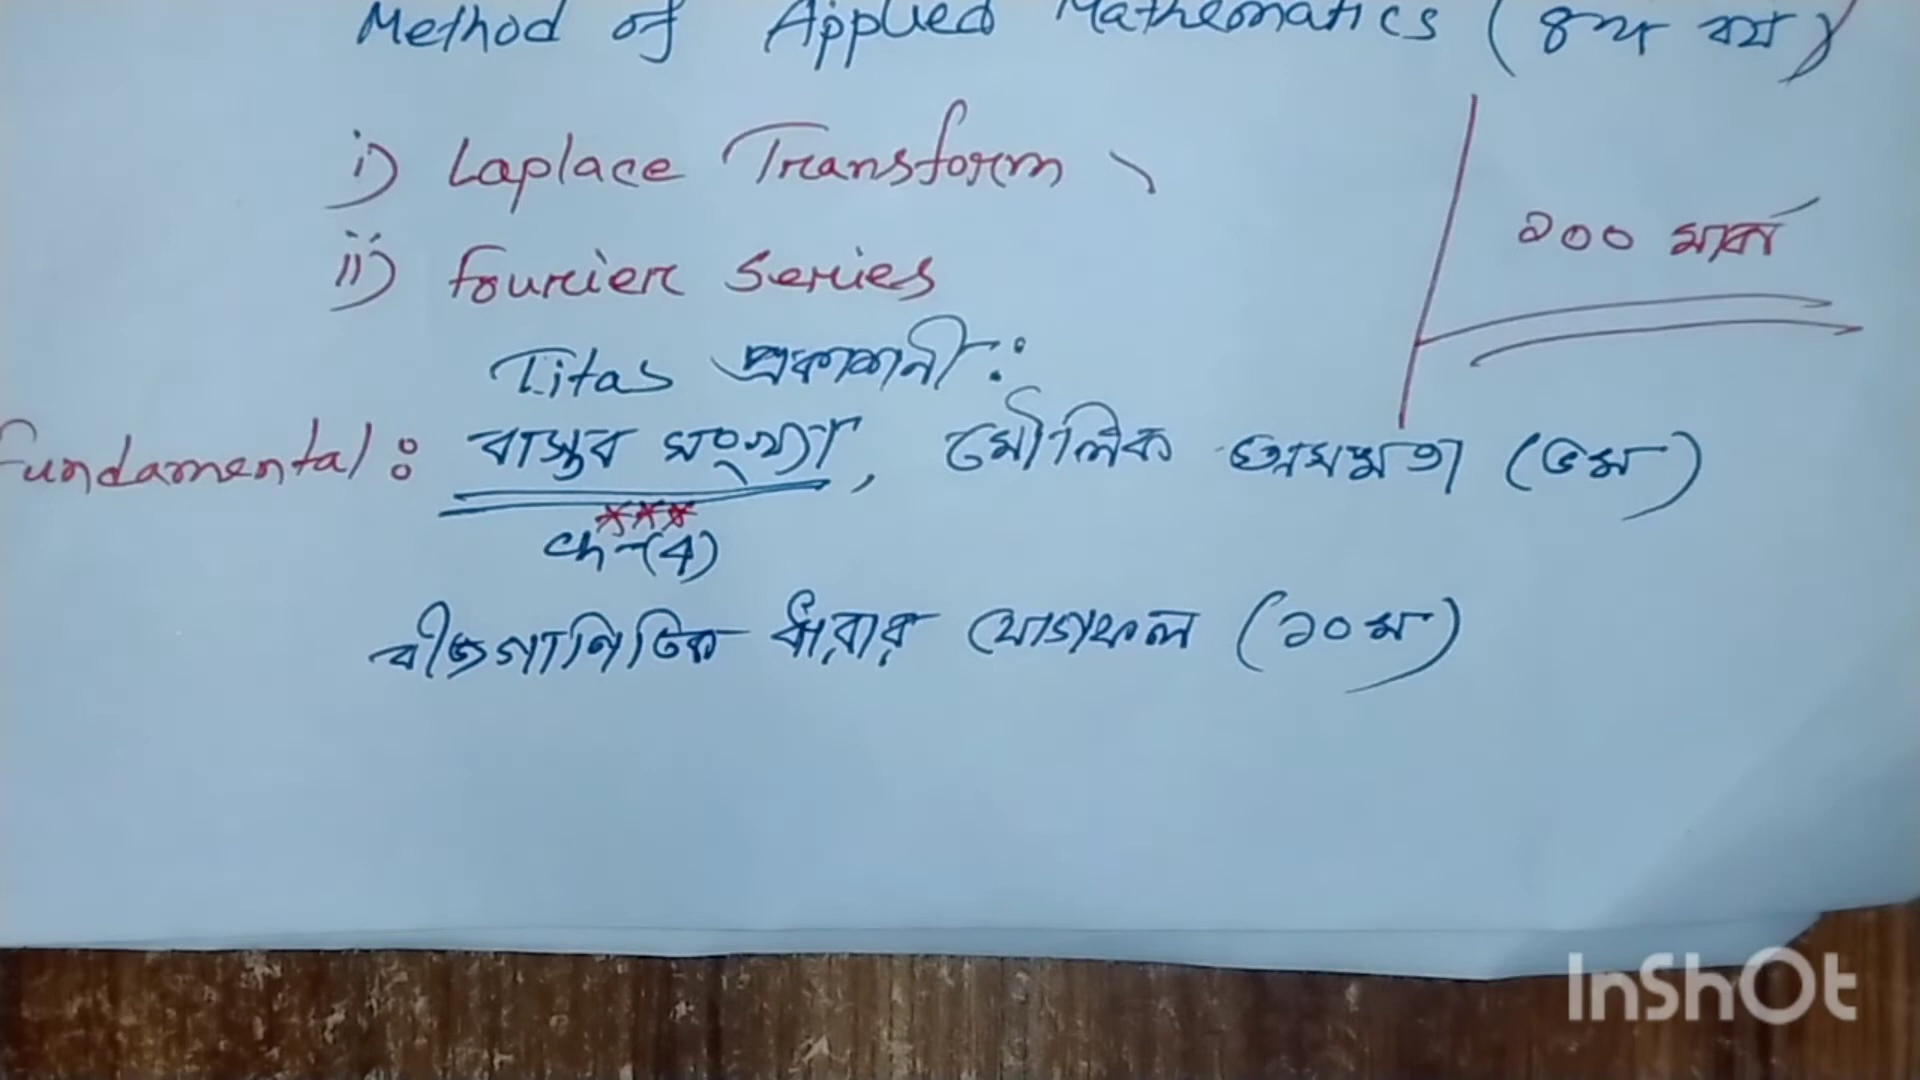 Method of Applied Mathematics (৪র্থ বর্ষ)
i) Laplace Transform
ii) Fourier Series
১০০ মার্ক
Titas প্রকাশনী:
Fundamental: বাস্তব সংখ্যা, মৌলিক অসমতা (৩য়)
ch-(4)
বীজগাণিতিক ধারার যোগফল (১০ম)
InShOt